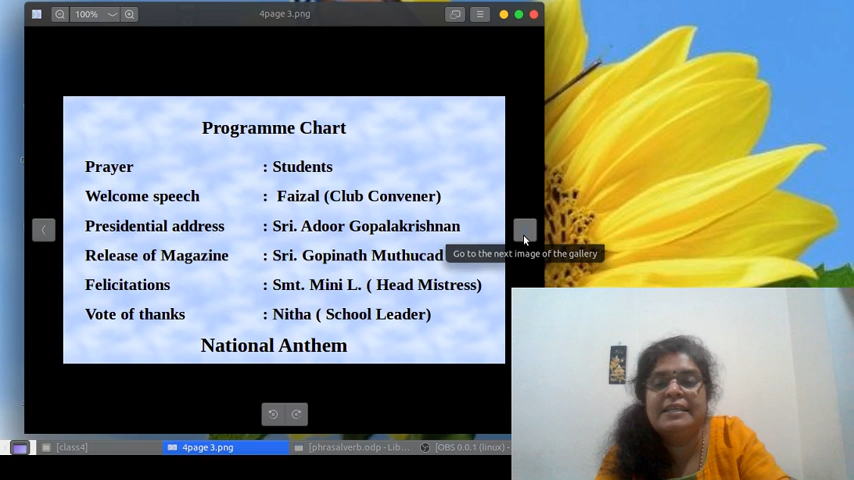 100%
4page 3.png
Programme Chart
Prayer : Students
Welcome speech : Faizal (Club Convener)
Presidential address : Sri. Adoor Gopalakrishnan
Release of Magazine : Sri. Gopinath Muthucad
Go to the next image of the gallery
Felicitations : Smt. Mini L. ( Head Mistress)
Vote of thanks : Nitha ( School Leader)
National Anthem
[class4] 4page 3.png [phrasalverb.odp - Lib... [OBS 0.0.1 (linux) -